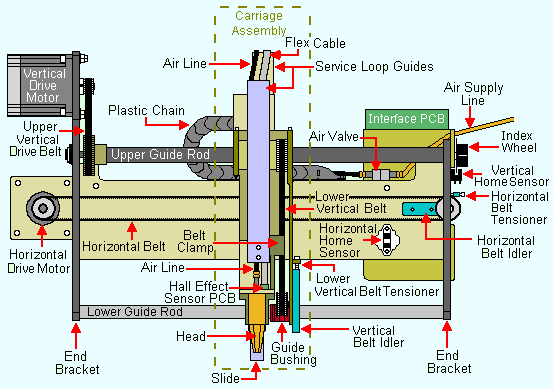 Carriage
Assembly
Flex Cable
Air Line
Service Loop Guides
Vertical
Drive
Motor
Plastic Chain
Air Supply
Line
Interface PCB
Air Valve
Index
Wheel
Upper
Vertical
Drive Belt
Upper Guide Rod
Vertical
Home Sensor
Horizontal
Belt
Tensioner
Lower
Vertical Belt
Horizontal
Drive Motor
Horizontal Belt
Belt
Clamp
Horizontal
Home
Sensor
Horizontal
Belt Idler
Air Line
Hall Effect
Sensor PCB
Lower
Vertical Belt Tensioner
Lower Guide Rod
Head
Guide
Bushing
Vertical
Belt Idler
End
Bracket
End
Bracket
Slide